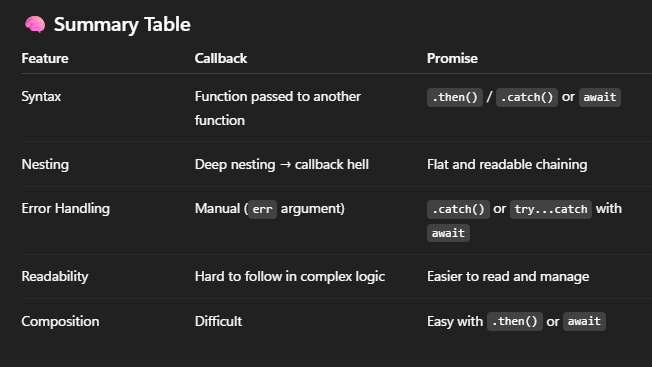 🧠 Summary Table
Feature Callback Promise
Syntax Function passed to another function .then() / .catch() or await
Nesting Deep nesting → callback hell Flat and readable chaining
Error Handling Manual (err argument) .catch() or try...catch with await
Readability Hard to follow in complex logic Easier to read and manage
Composition Difficult Easy with .then() or await